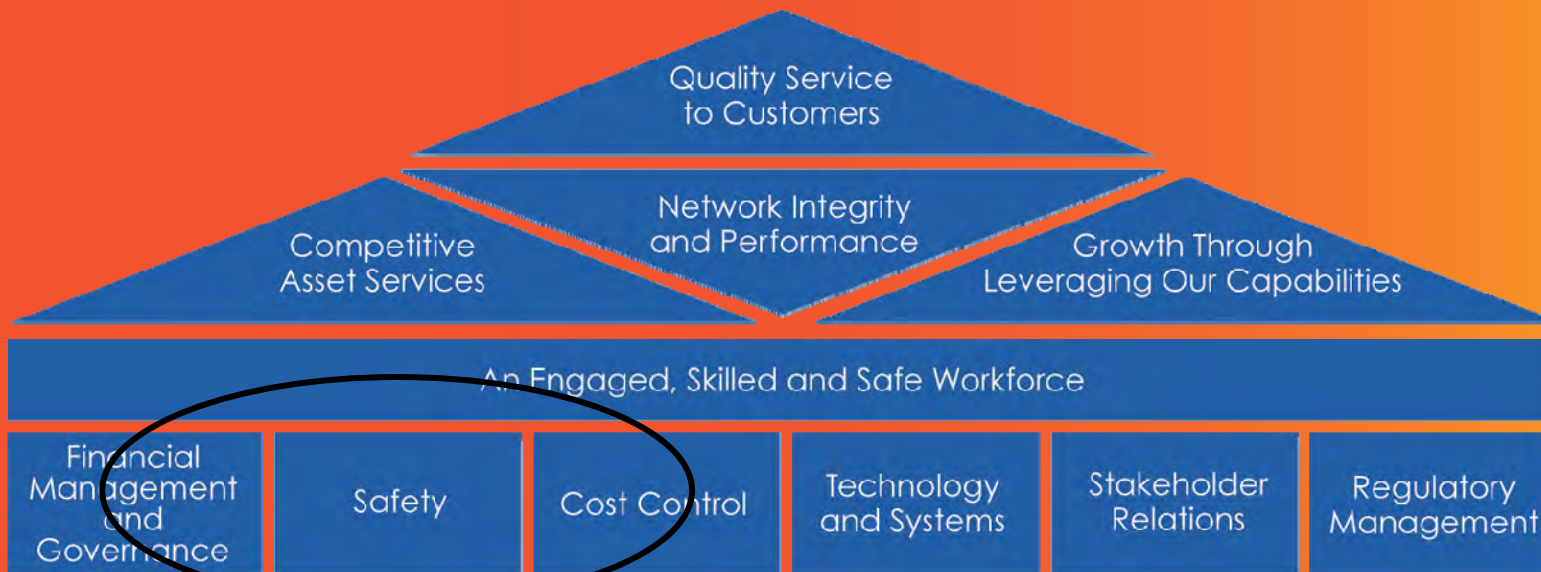 Quality Service
to Customers
Network Integrity
and Performance
Competitive
Asset Services
Growth Through
Leveraging Our Capabilities
An Engaged, Skilled and Safe Workforce
Financial
Management
and
Governance
Safety
Cost Control
Technology
and Systems
Stakeholder
Relations
Regulatory
Management